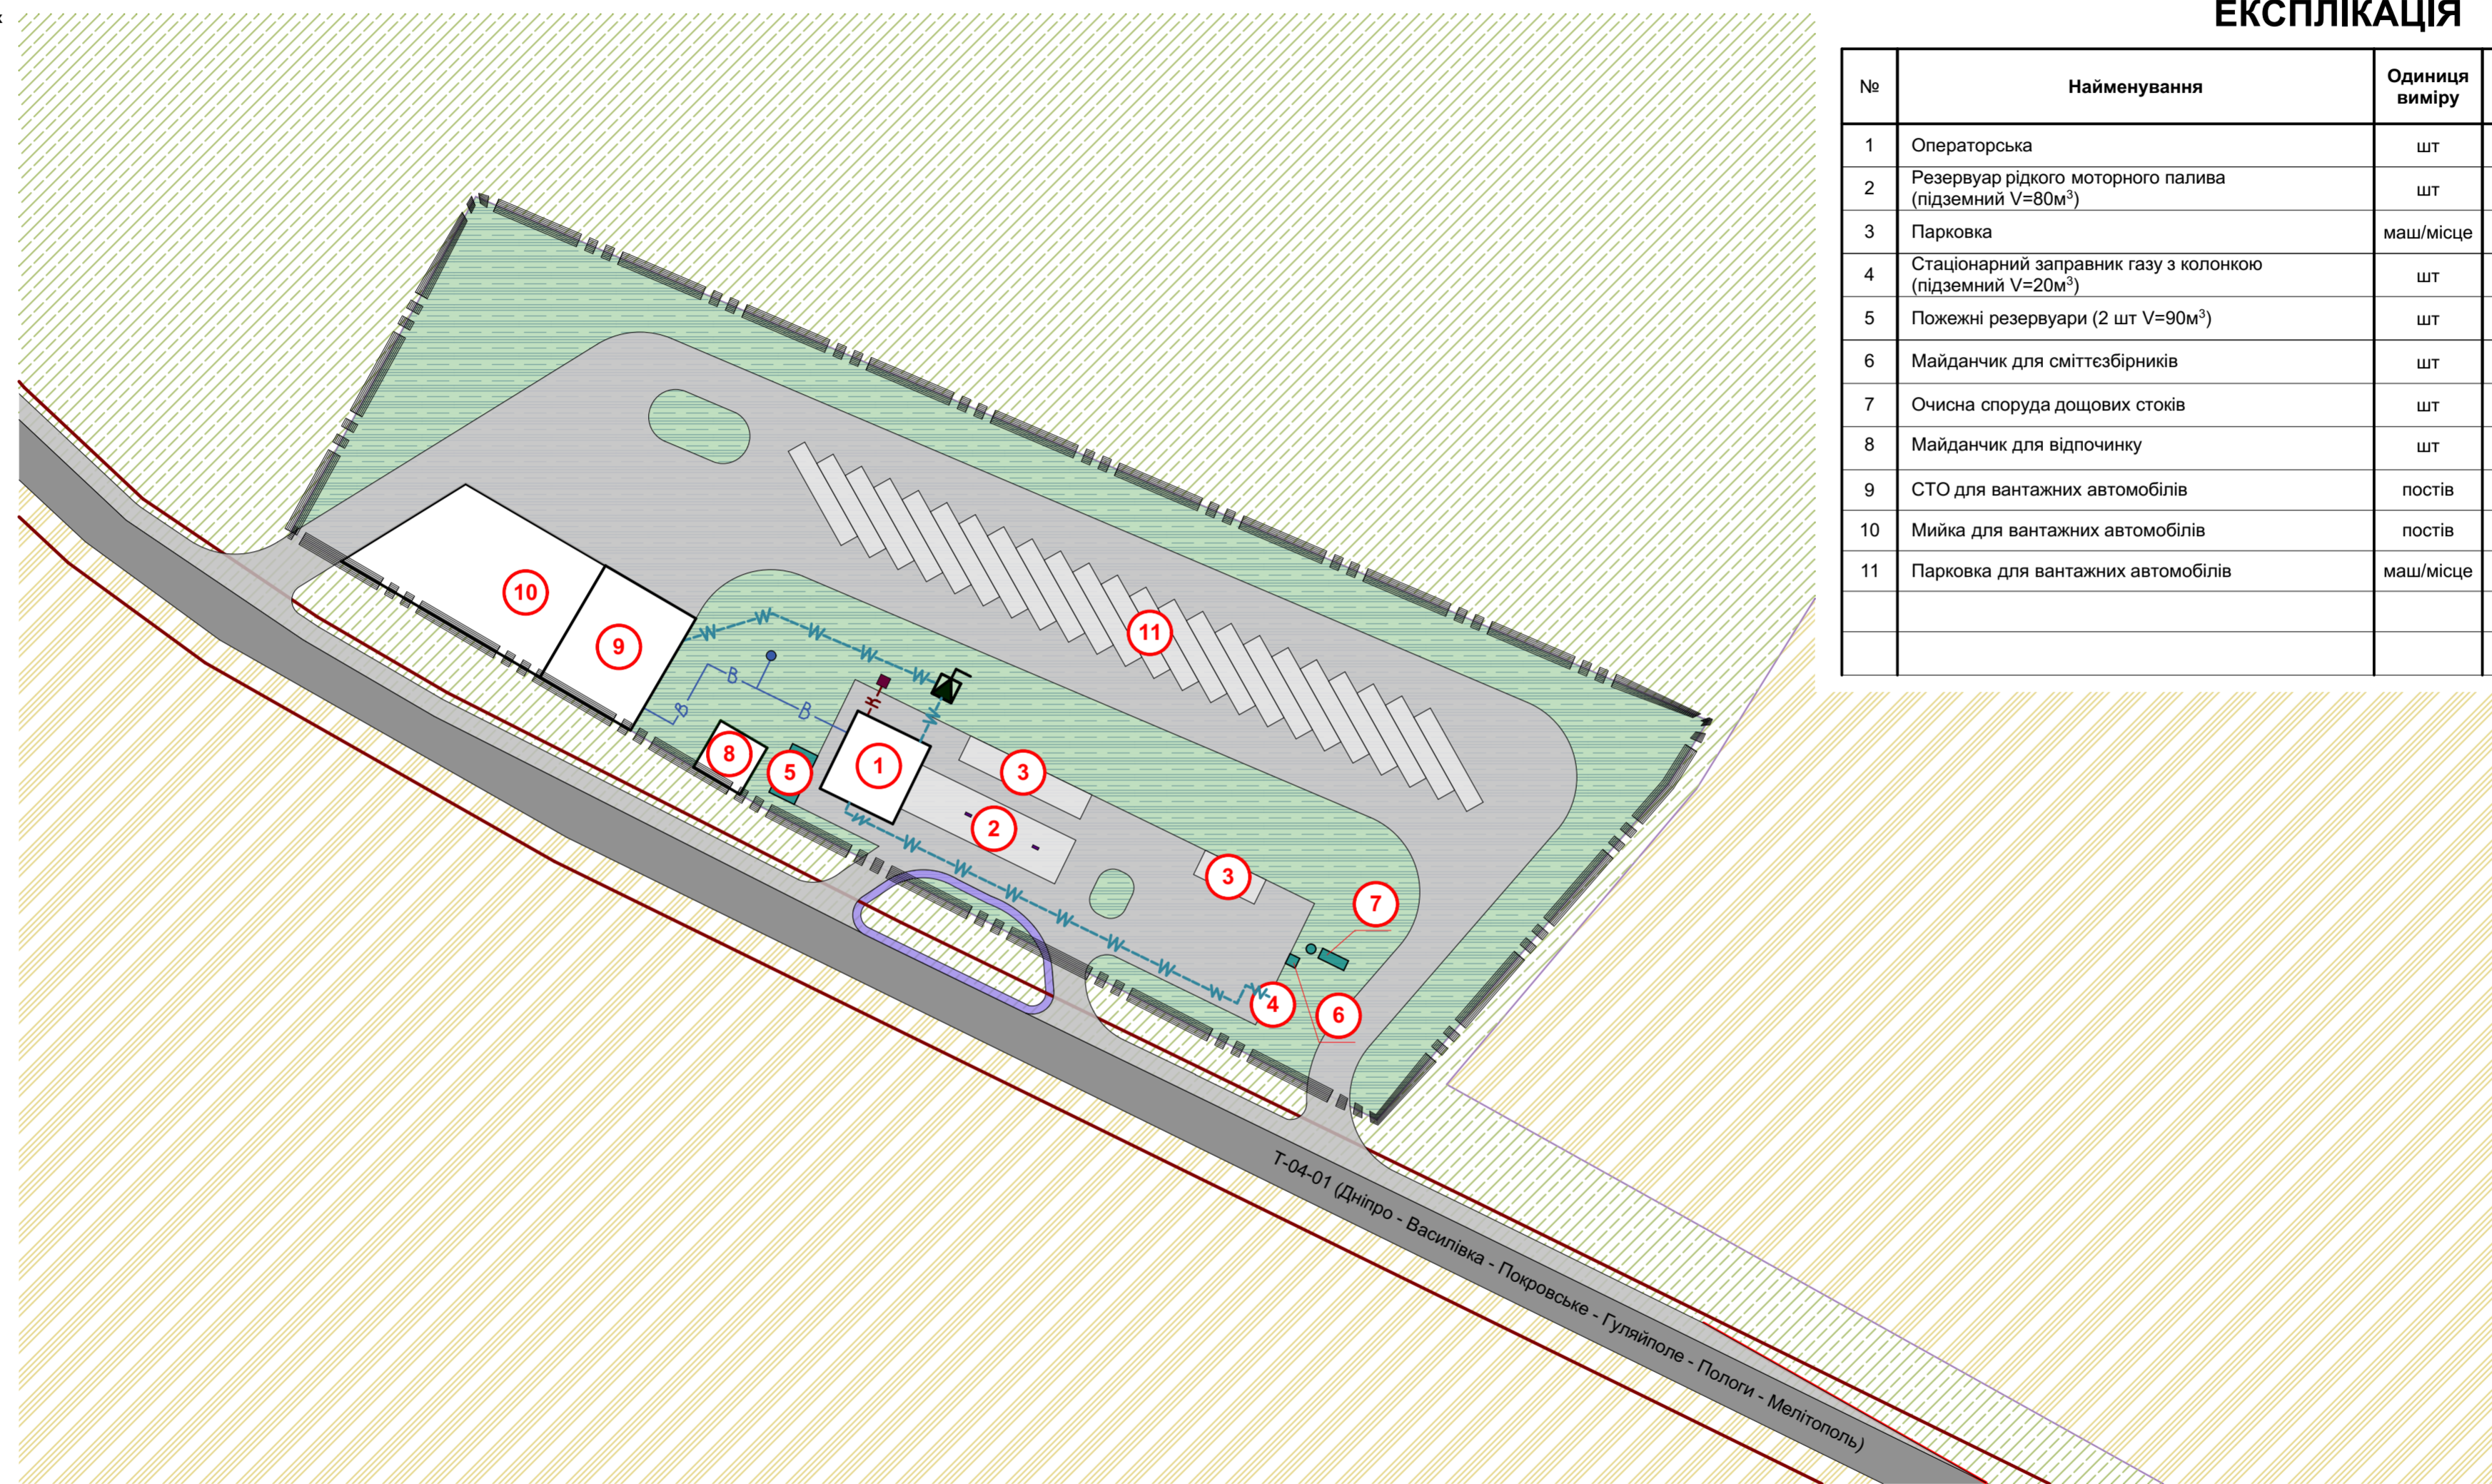 ЕКСПЛІКАЦІЯ
№ Найменування Одиниця виміру
1 Операторська шт
2 Резервуар рідкого моторного палива
(підземний V=80м³) шт
3 Парковка маш/місце
4 Стаціонарний заправник газу з колонкою
(підземний V=20м³) шт
5 Пожежні резервуари (2 шт V=90м³) шт
6 Майданчик для сміттєзбірників шт
7 Очисна споруда дощових стоків шт
8 Майданчик для відпочинку шт
9 СТО для вантажних автомобілів постів
10 Мийка для вантажних автомобілів постів
11 Парковка для вантажних автомобілів маш/місце
10
9
11
W W W W W
В В В
К
W
8
5
1
3
2
3
7
W W W W W W W W W
4
6
Т-04-01 (Дніпро - Василівка - Покровське - Гуляйполе - Пологи - Мелітополь)